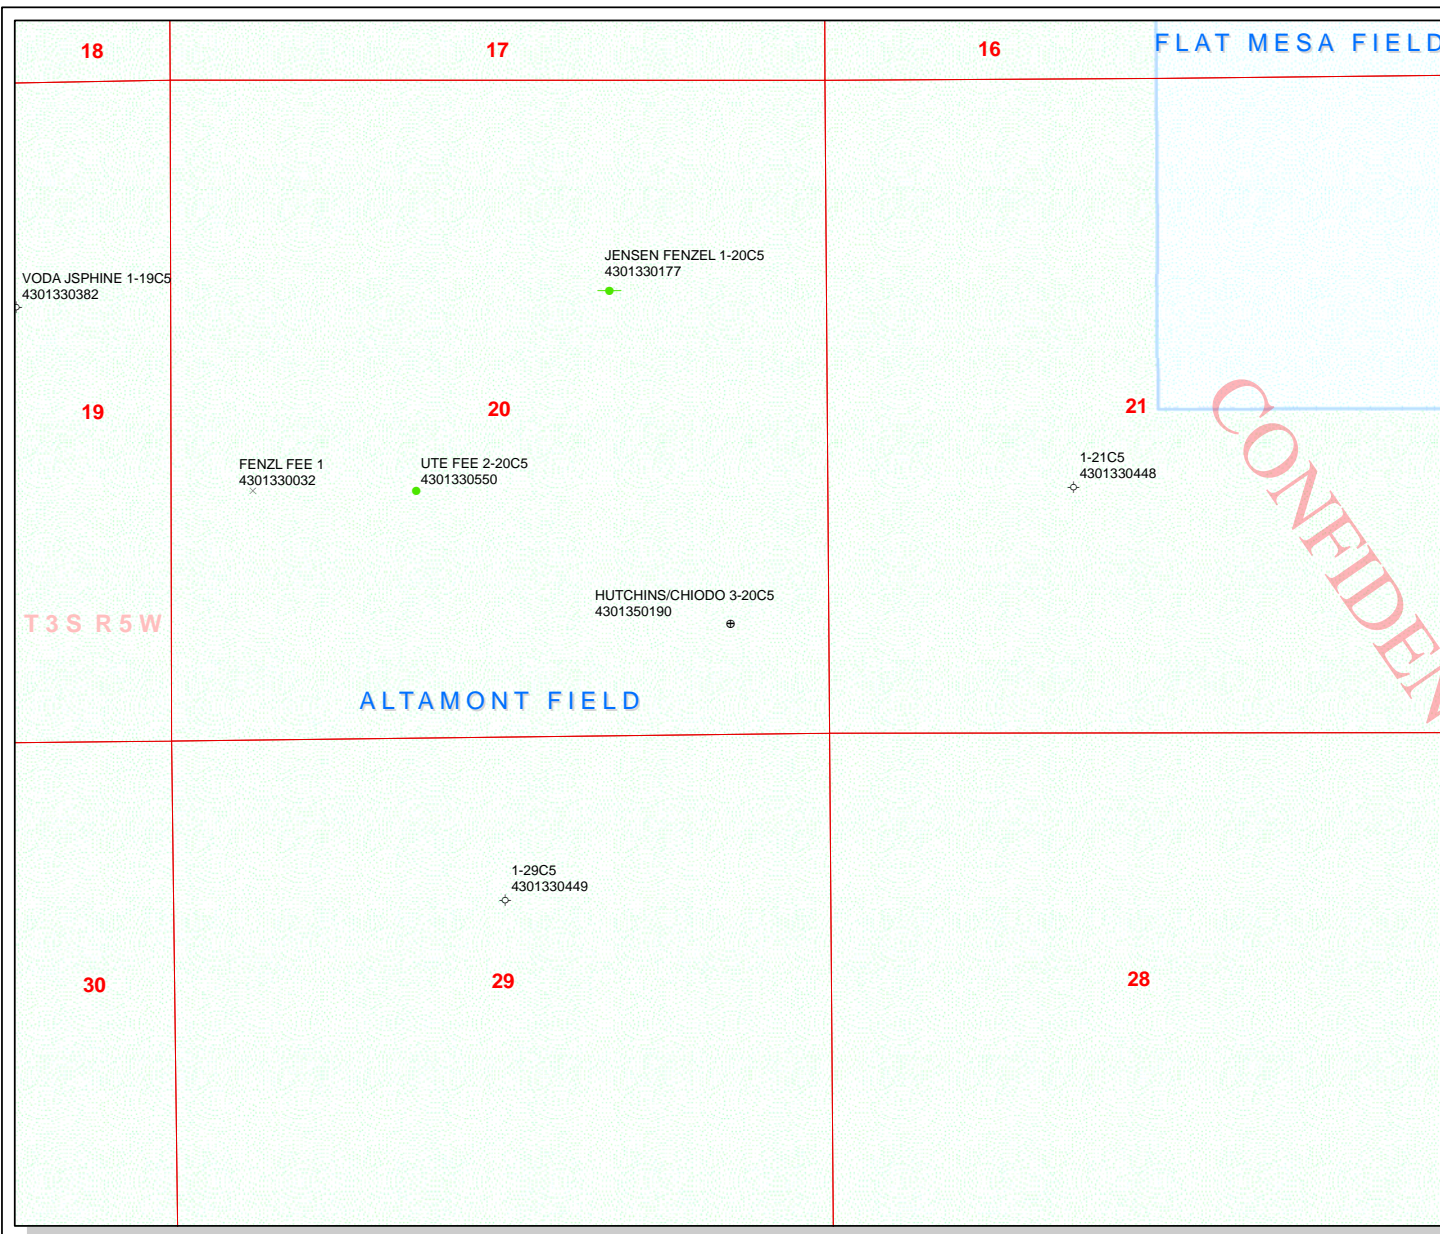 18
17
16
FLAT MESA FIELD
JENSEN FENZEL 1-20C5
4301330177
VODA JSPHINE 1-19C5
4301330382
19
20
21
CONFIDEN
FENZL FEE 1
4301330032
UTE FEE 2-20C5
4301330550
1-21C5
4301330448
HUTCHINS/CHIODO 3-20C5
4301350190
T3S R5W
ALTAMONT FIELD
1-29C5
4301330449
30
29
28